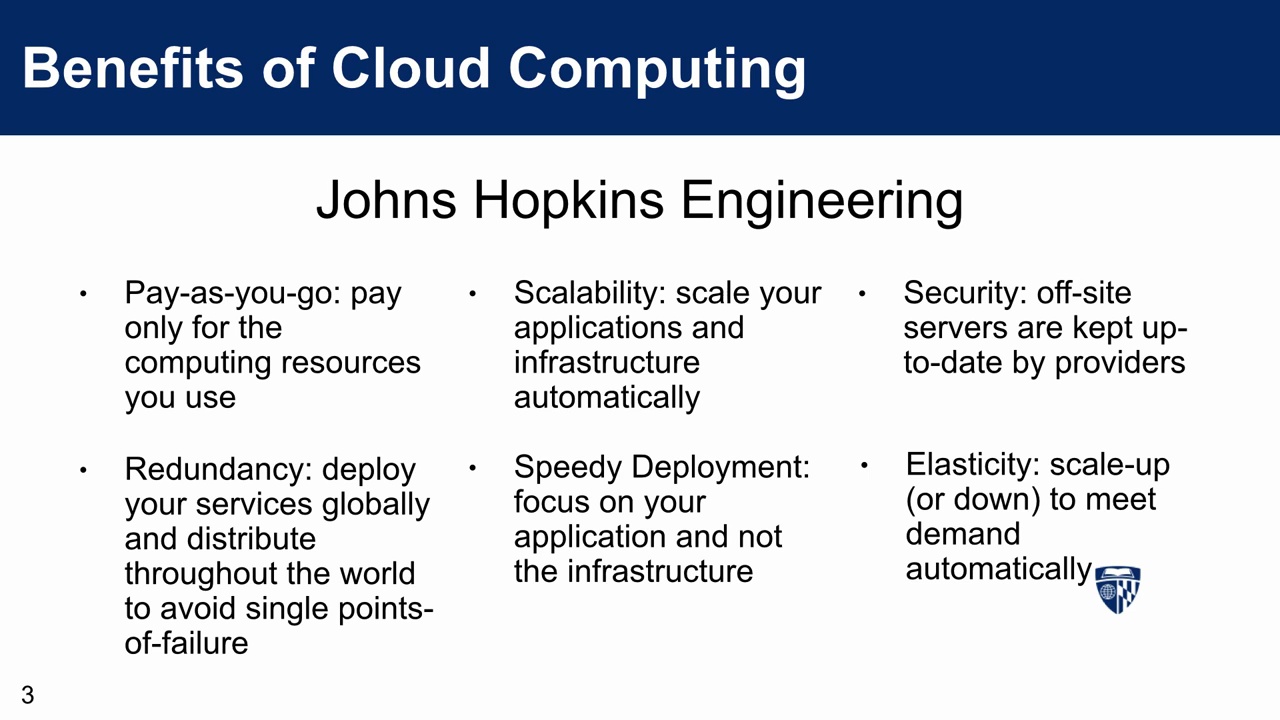 Benefits of Cloud Computing
Johns Hopkins Engineering
• Pay-as-you-go: pay
only for the
computing resources
you use
• Scalability: scale your
applications and
infrastructure
automatically
• Security: off-site
servers are kept up-
to-date by providers
• Redundancy: deploy
your services globally
and distribute
throughout the world
to avoid single points-
of-failure
• Speedy Deployment:
focus on your
application and not
the infrastructure
• Elasticity: scale-up
(or down) to meet
demand
automatically
3